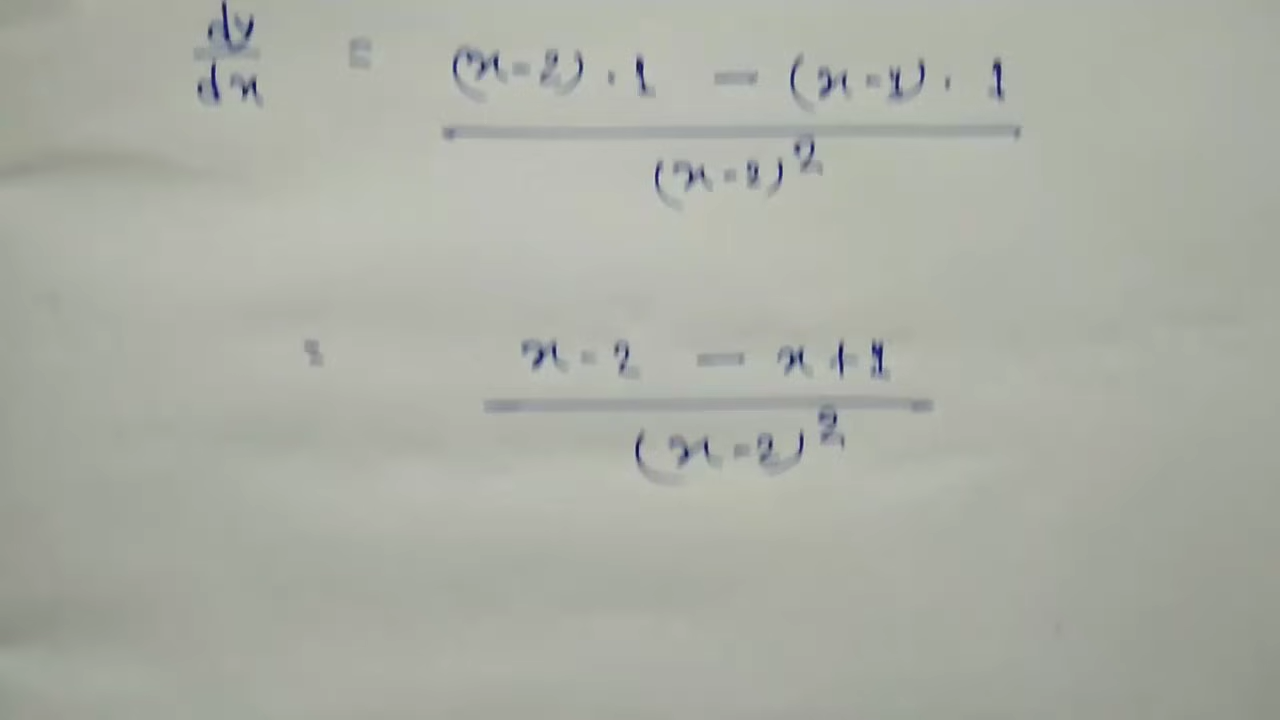 dy/dx = ((x-2).1 - (x-1).1)/(x-2)^2
= (x-2 - x+1)/(x-2)^2